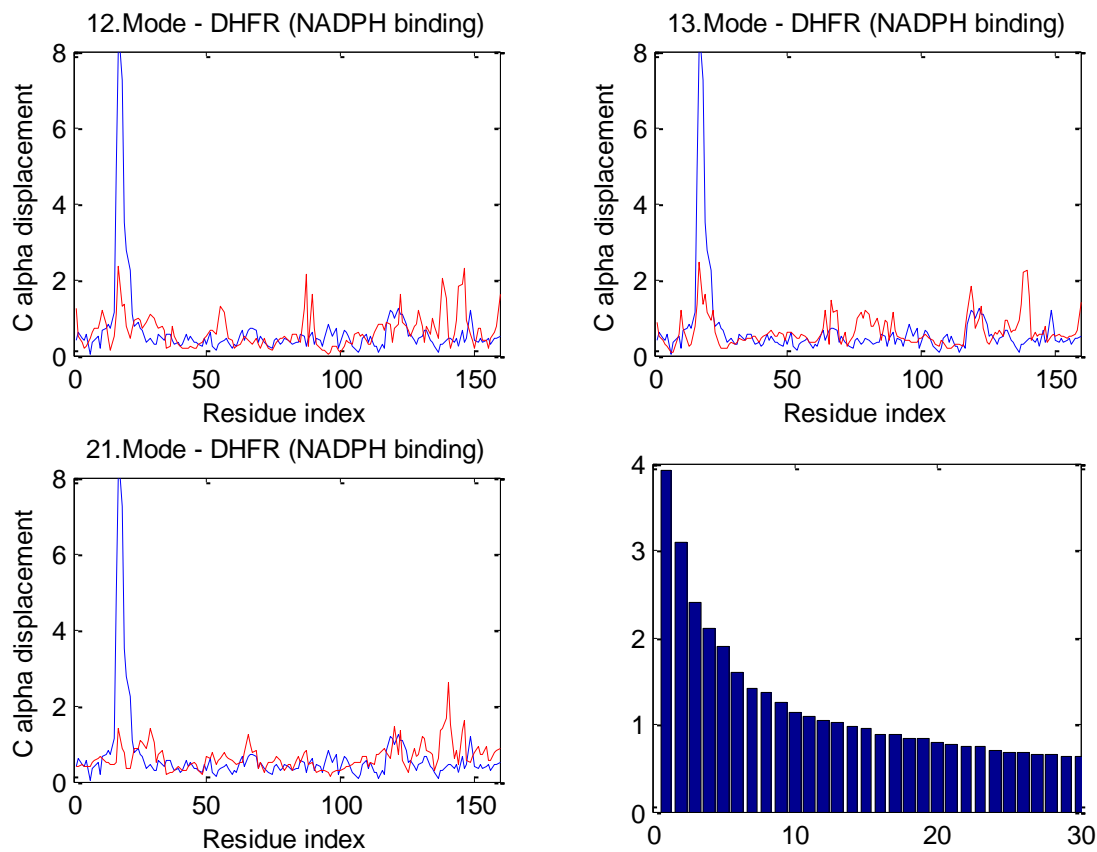 12.Mode - DHFR (NADPH binding)
13.Mode - DHFR (NADPH binding)
8
6
4
2
0
C alpha displacement
0 50 100 150
Residue index
8
6
4
2
0
C alpha displacement
0 50 100 150
Residue index
21.Mode - DHFR (NADPH binding)
8
6
4
2
0
C alpha displacement
0 50 100 150
Residue index
4
3
2
1
0
0 10 20 30